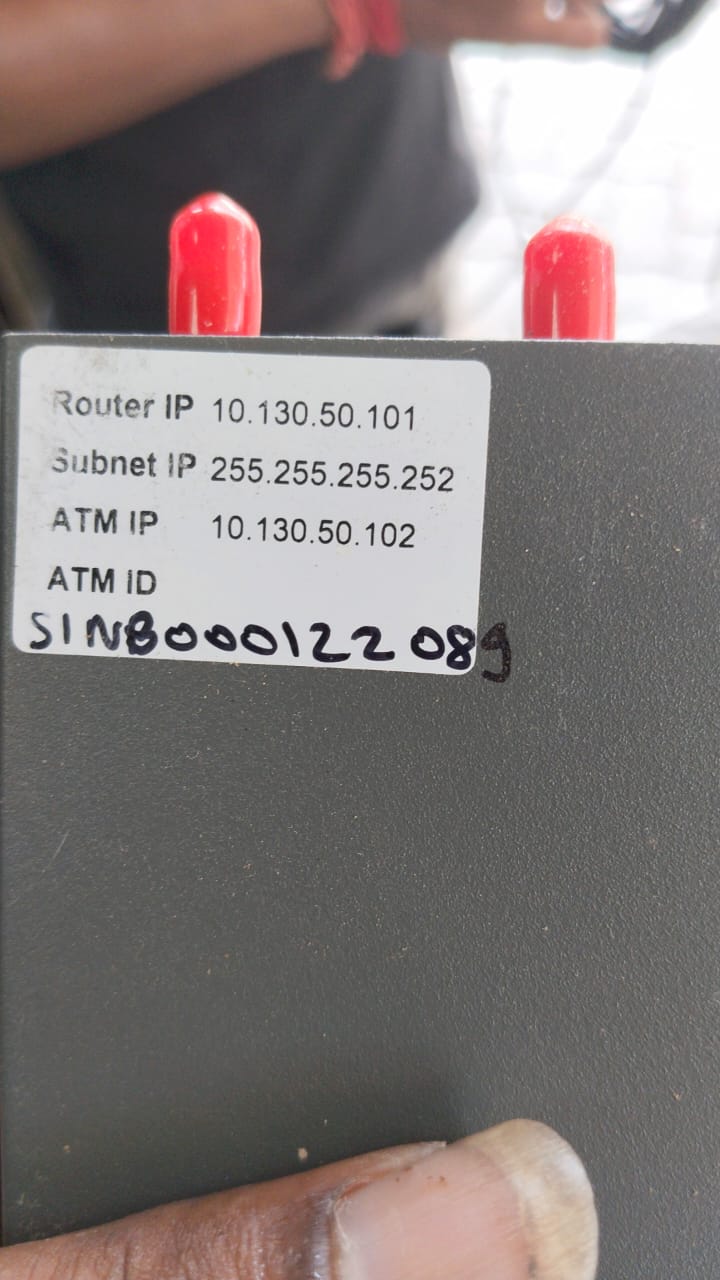 Router IP 10.130.50.101
Subnet IP 255.255.255.252
ATM IP 10.130.50.102
ATM ID
S1NB000122089